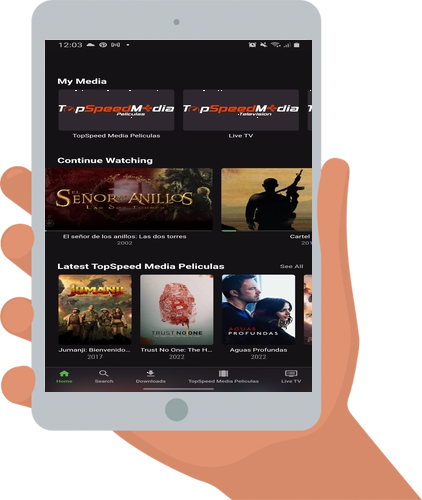 12:03
My Media
TopSpeedMedia
Peliculas
TopSpeedMedia
Television
TopSpeed Media Peliculas
Live TV
Continue Watching
EL
SEÑOR DE LOS ANILLOS
LAS DOS TORRES
El señor de los anillos: Las dos torres
Cartel
2002
Latest TopSpeed Media Peliculas
See All
JUMANJI
TRUST NO ONE
AGUAS
PROFUNDAS
Jumanji: Bienvenido...
Trust No One: The H...
Aguas Profundas
2017
2022
2022
Home
Search
Downloads
TopSpeed Media Peliculas
Live TV